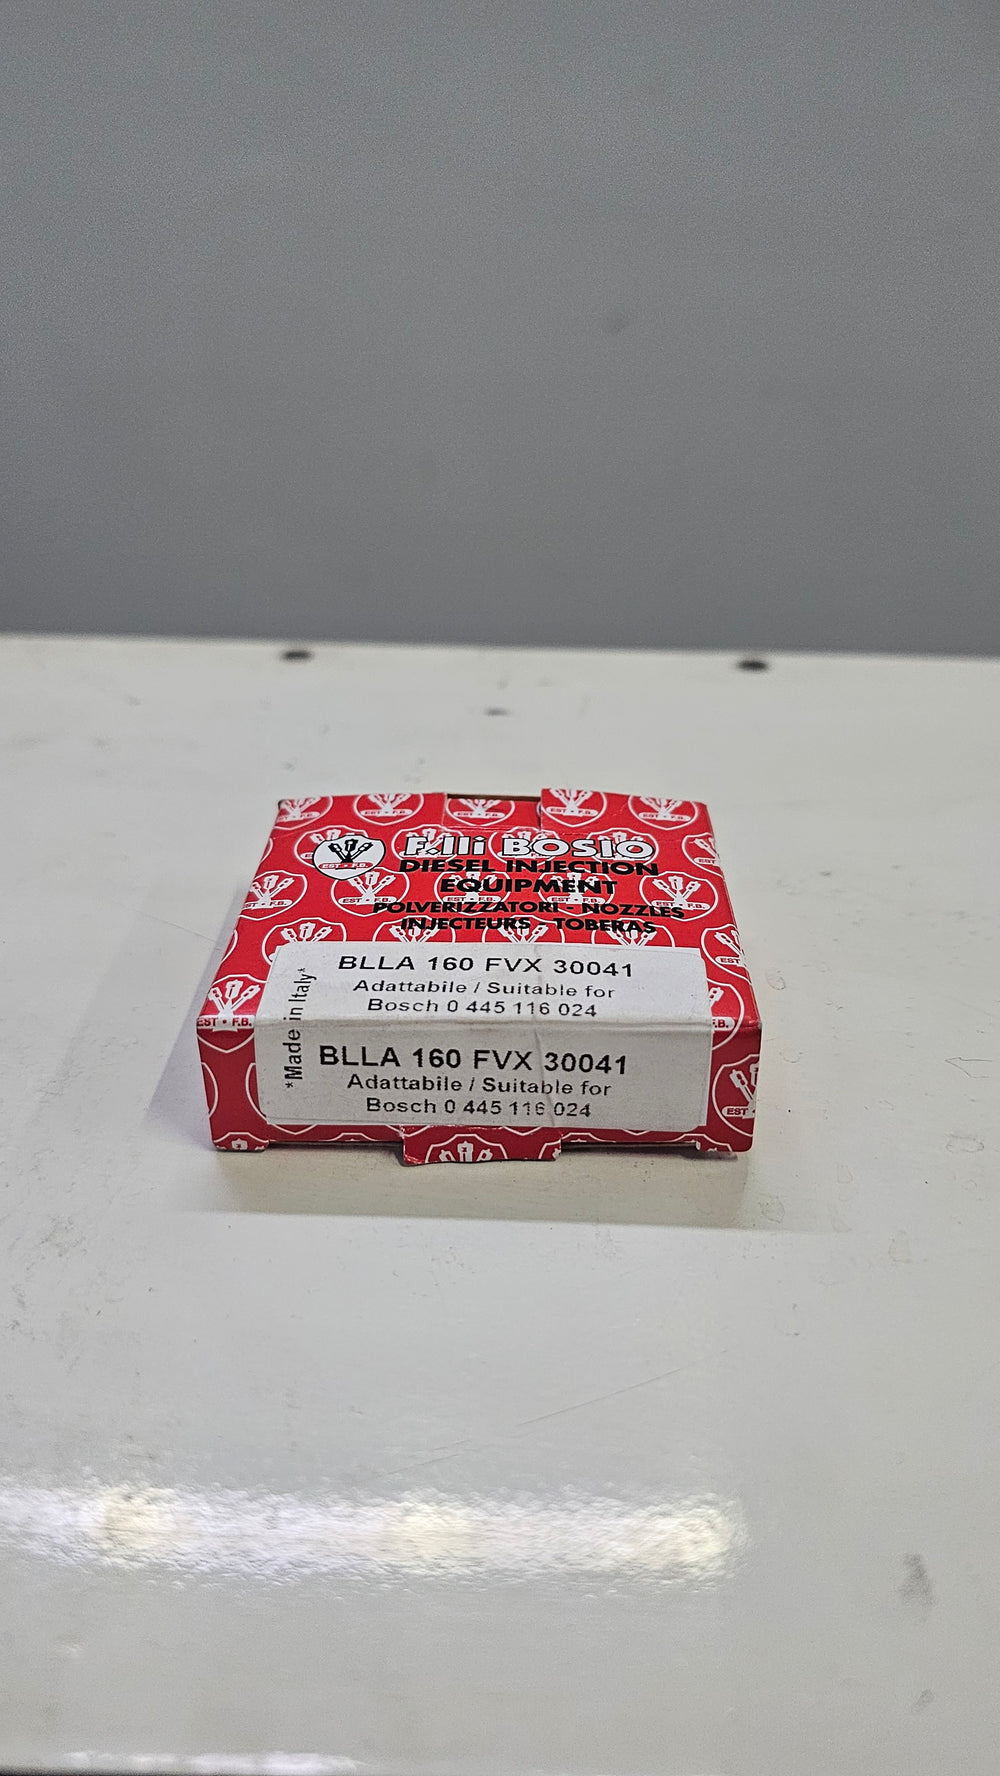 F.lli BOSIO
DIESEL INJECTION
EQUIPMENT
POLVERIZZATORI - NOZZLES
INJECTEURS - TOBERAS
EST • F.B.
*Made in Italy*
BLLA 160 FVX 30041
Adattabile / Suitable for
Bosch 0 445 116 024
BLLA 160 FVX 30041
Adattabile / Suitable for
Bosch 0 445 116 024